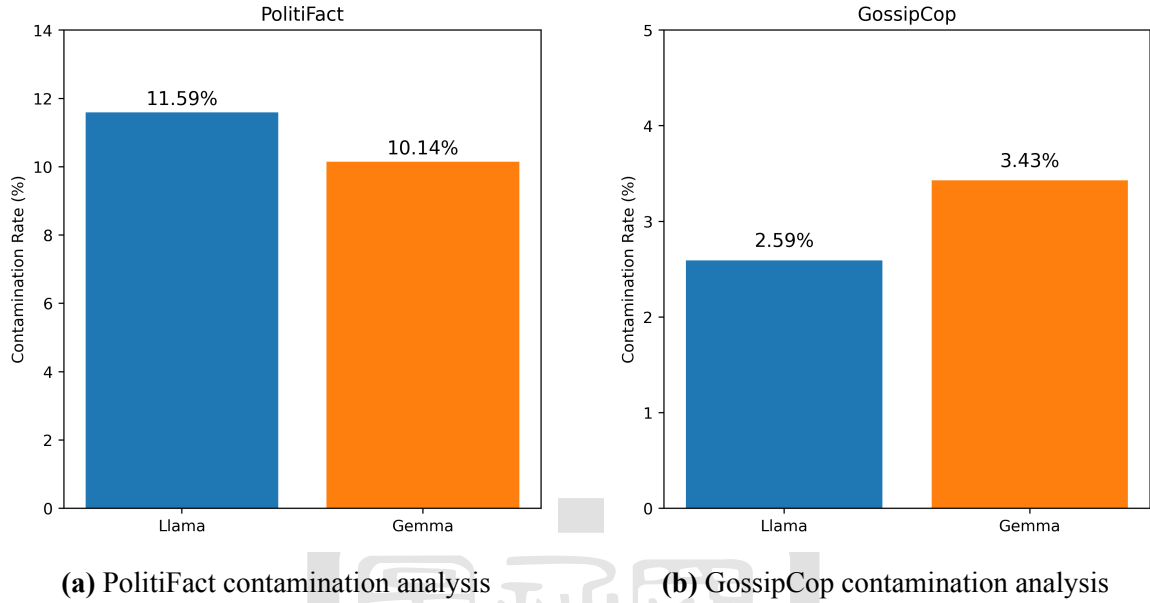 PolitiFact
14
12
10
8
6
4
2
0
Contamination Rate (%)
11.59%
10.14%
Llama
Gemma
(a) PolitiFact contamination analysis
GossipCop
5
4
3
2
1
0
Contamination Rate (%)
2.59%
3.43%
Llama
Gemma
(b) GossipCop contamination analysis